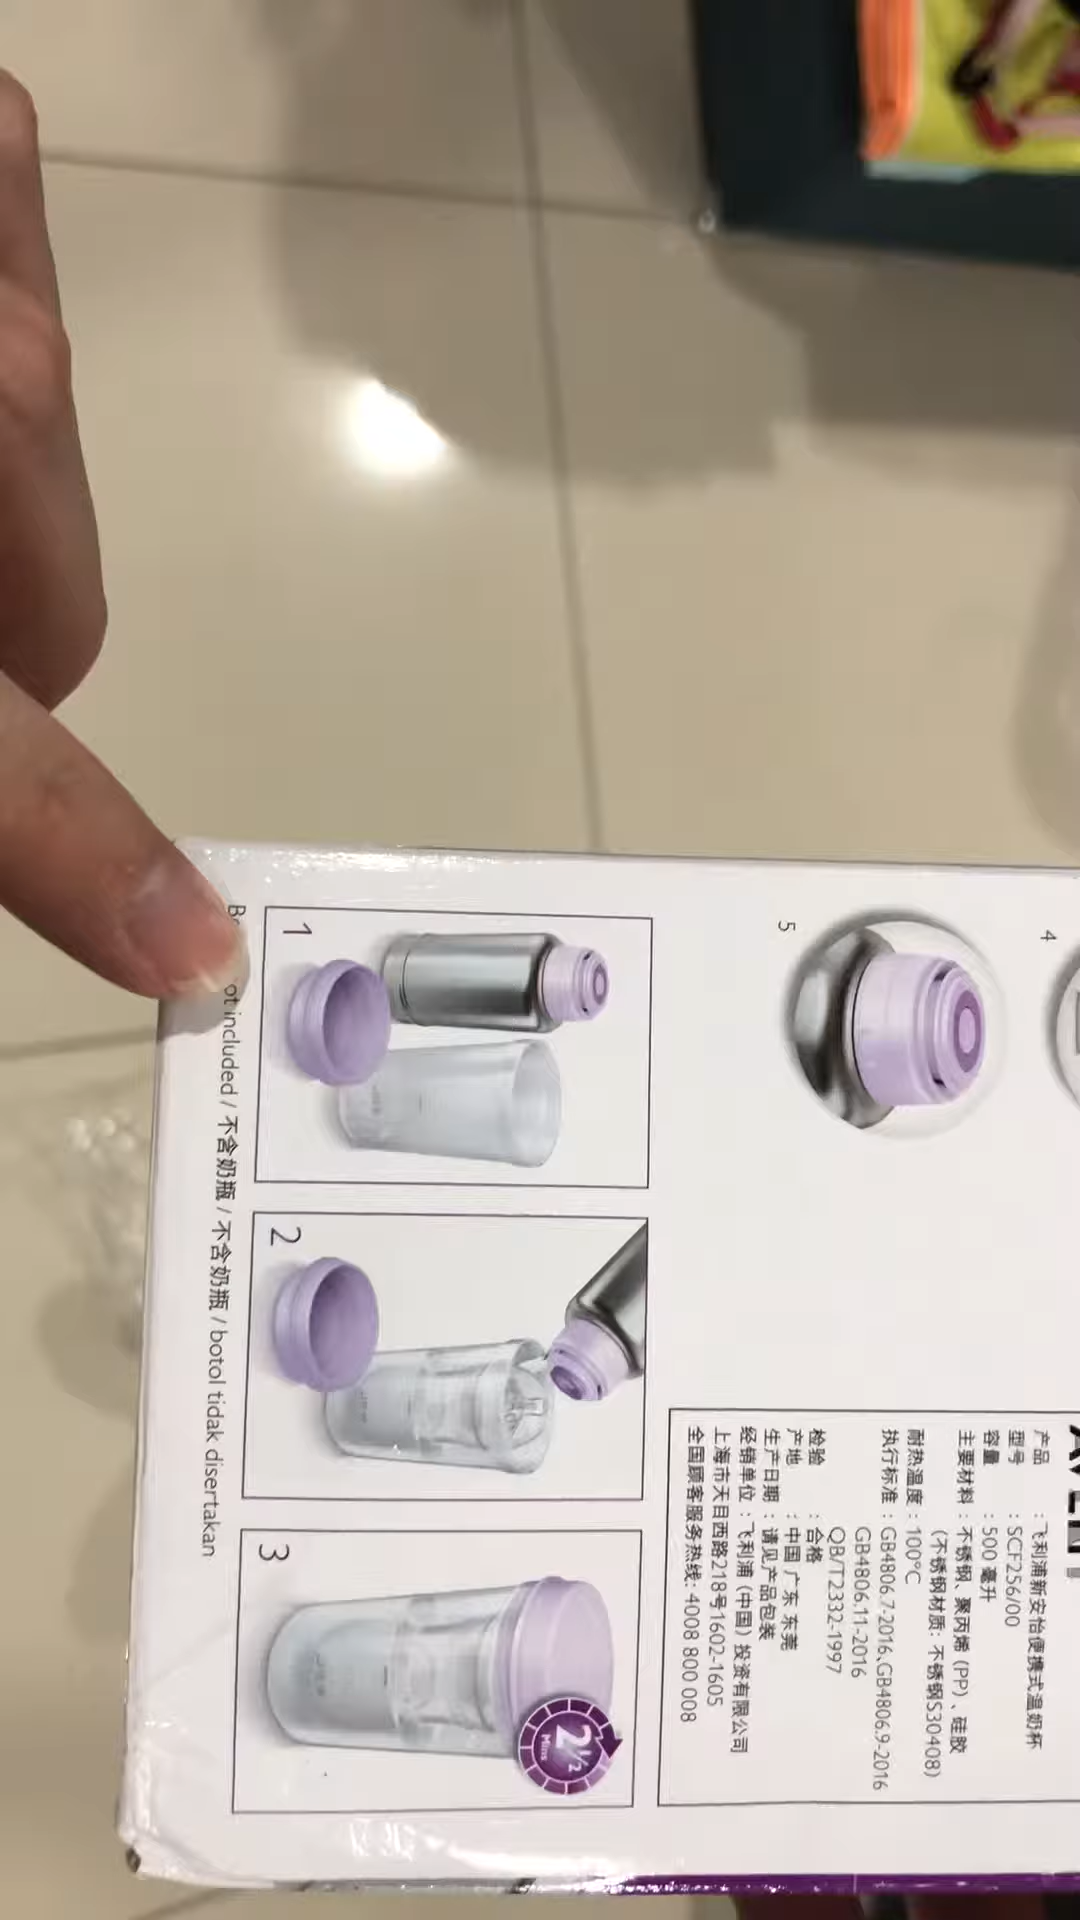 4
5
产品 : 飞利浦新安怡便携式温奶杯
型号 : SCF256/00
容量 : 500 毫升
主要材料 : 不锈钢、聚丙烯 (PP)、硅胶
(不锈钢材质: 不锈钢S30408)
耐热温度 : 100°C
执行标准 : GB4806.7-2016、GB4806.9-2016
GB4806.11-2016
QB/T2332-1997
检验 : 合格
产地 : 中国 广东 东莞
生产日期 : 请见产品包装
经销单位 : 飞利浦 (中国) 投资有限公司
上海市天目西路218号1602-1605
全国顾客服务热线: 4008 800 008
1
2
3
2½
Mins
included / 不含奶瓶 / 不含奶瓶 / botol tidak disertakan